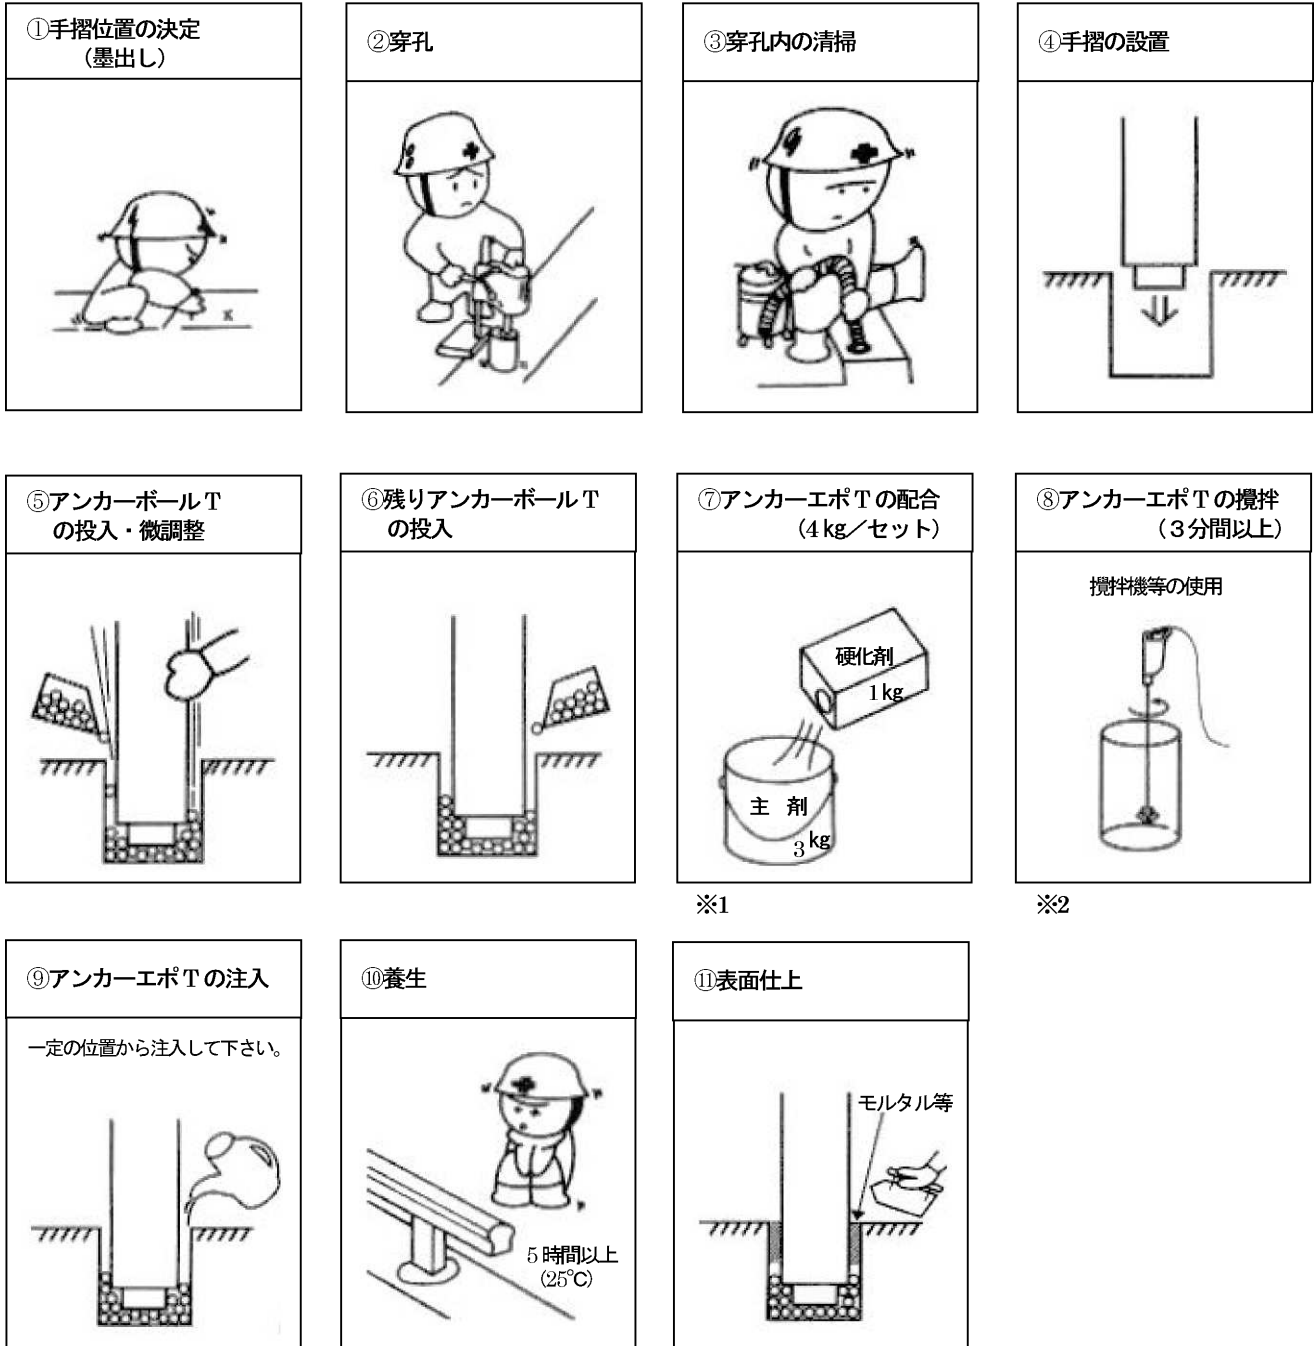 ①手摺位置の決定
（墨出し）
②穿孔
③穿孔内の清掃
④手摺の設置
⑤アンカーボールT
の投入・微調整
⑥残りアンカーボールT
の投入
⑦アンカーエポTの配合
（4㎏／セット）
硬化剤
1㎏
主　剤
3㎏
※1
⑧アンカーエポTの攪拌
（３分間以上）
攪拌機等の使用
※2
⑨アンカーエポTの注入
一定の位置から注入して下さい。
⑩養生
5時間以上
（25℃）
⑪表面仕上
モルタル等